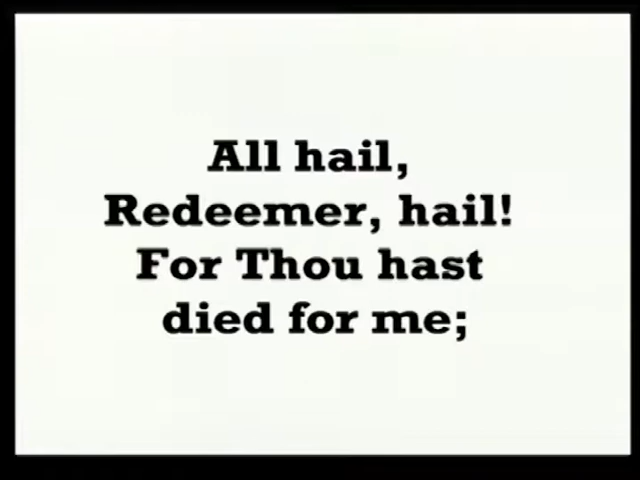 All hail,
Redeemer, hail!
For Thou hast
died for me;